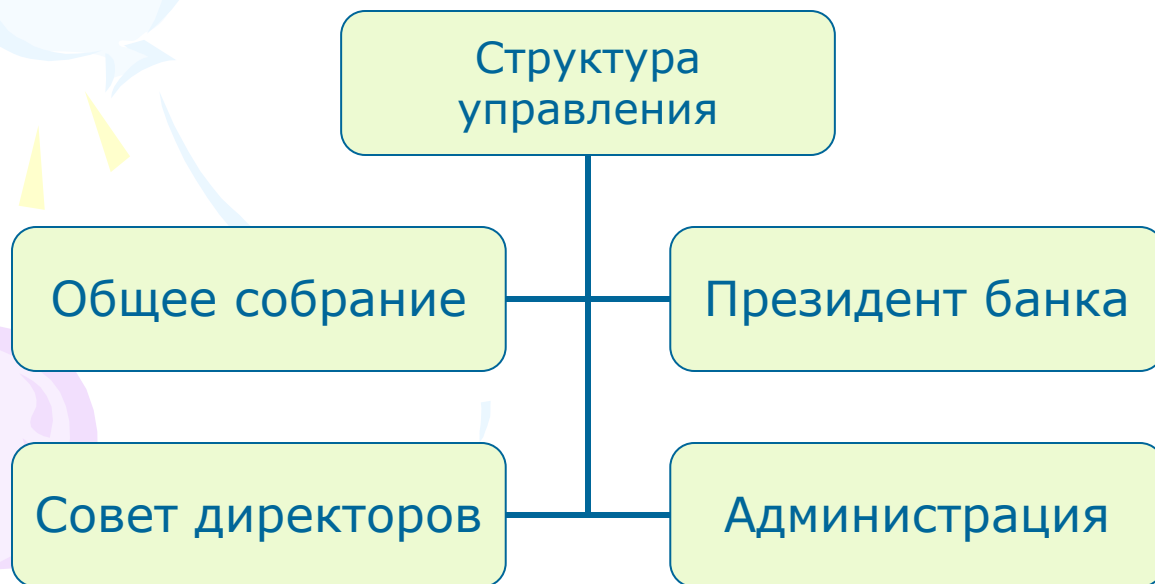 Структура
управления
Общее собрание
Президент банка
Совет директоров
Администрация